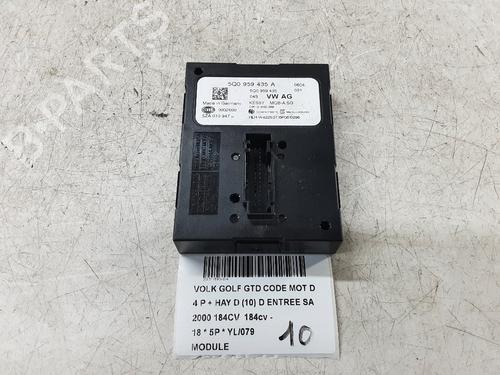 5Q0 959 435 A
5Q0 959 435
VW AG
Made in Germany
KESSY MQB-A SG
5ZA 010 947
VOLK GOLF GTD CODE MOT D
4 P + HAY D (10) D ENTREE SA
2000 184CV 184cv -
18 * 5P * YL/079
MODULE
10